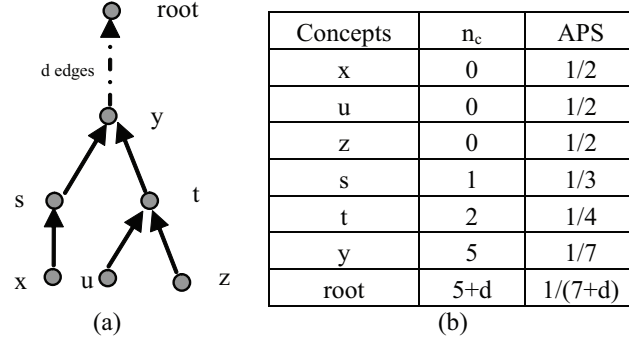 root
d edges
y
s
t
x
u
z
(a)
Concepts n_c APS
x 0 1/2
u 0 1/2
z 0 1/2
s 1 1/3
t 2 1/4
y 5 1/7
root 5+d 1/(7+d)
(b)